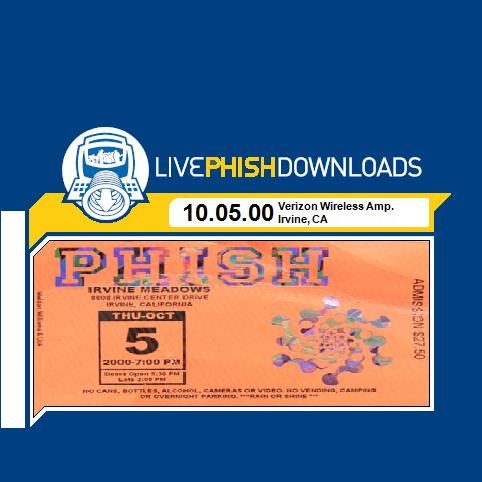 LIVEPHISHDOWNLOADS
10.05.00
Verizon Wireless Amp.
Irvine, CA
PHISH
IRVINE MEADOWS
8808 IRVINE CENTER DRIVE
IRVINE, CALIFORNIA
THU-OCT
5
2000-7:00 PM
Doors Open 5:30 PM
Lots 2:00 PM
NO CANS, BOTTLES, ALCOHOL, CAMERAS OR VIDEO. NO VENDING, CAMPING
OR OVERNIGHT PARKING. ***RAIN OR SHINE ***
ADMISSION $27.50